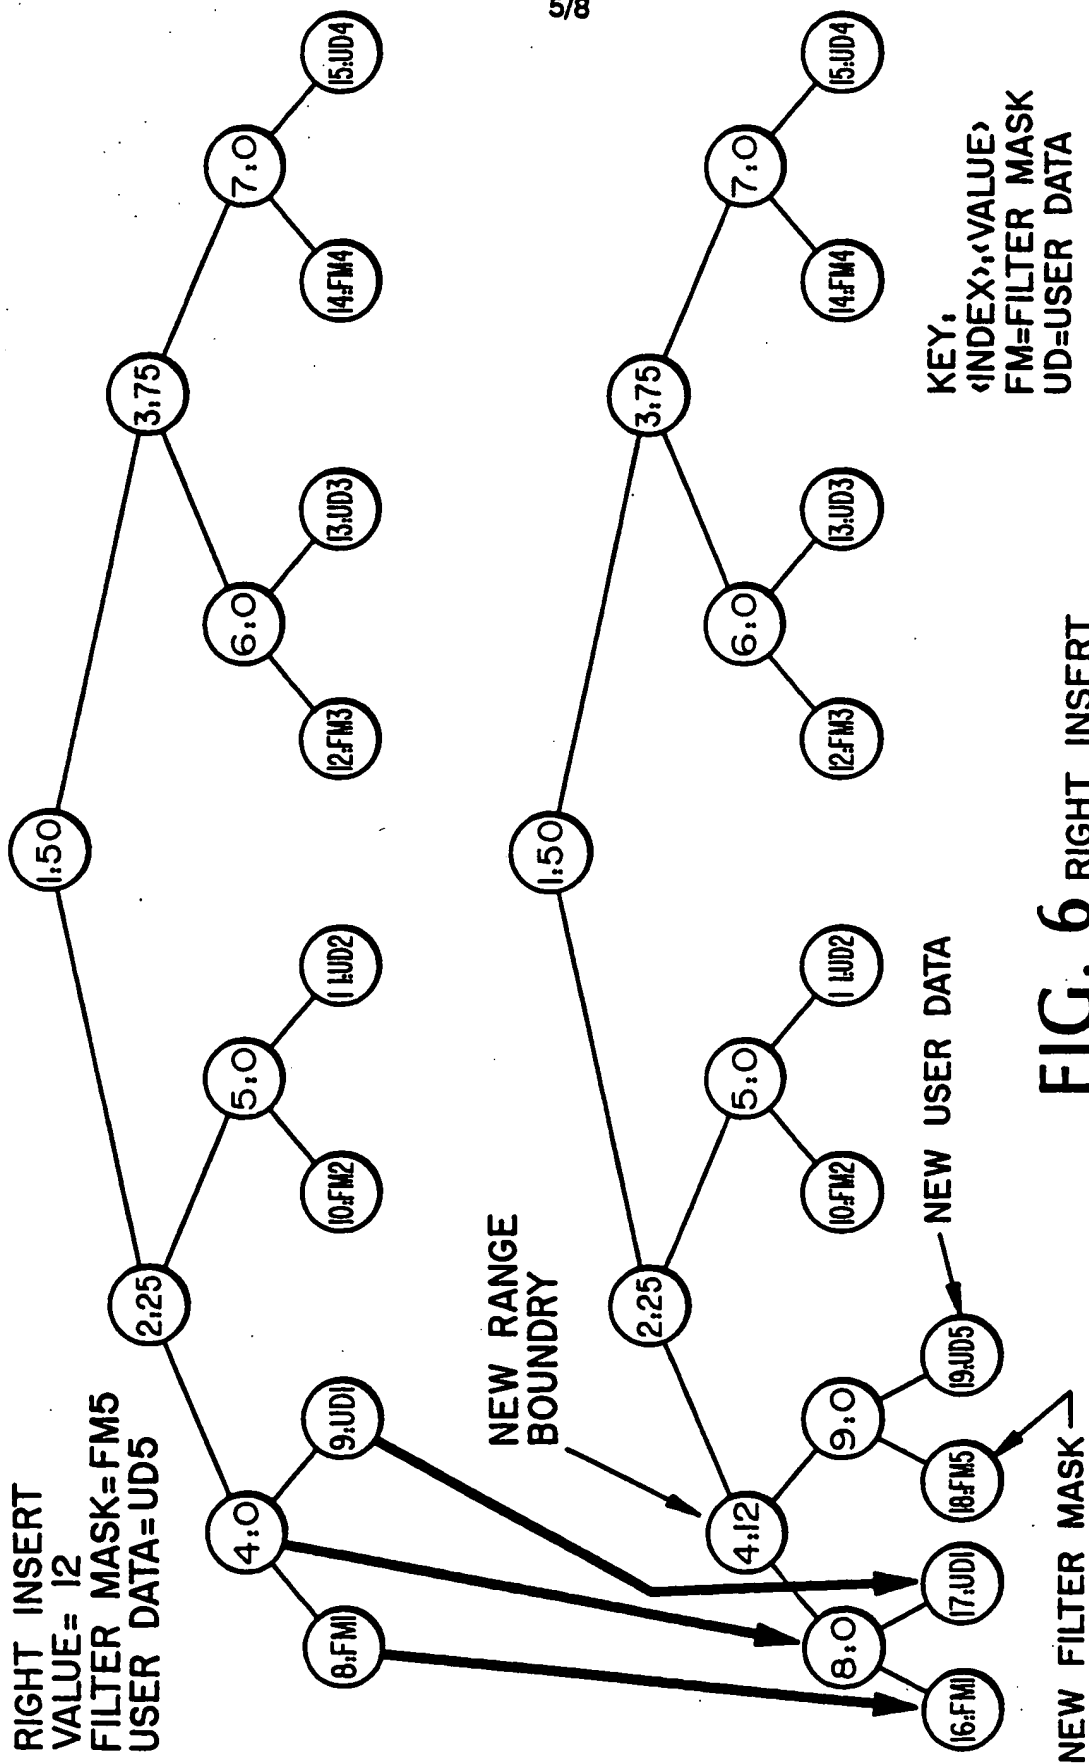 5/8
RIGHT INSERT
VALUE= 12
FILTER MASK=FM5
USER DATA=UD5
1:50
2:25
3:75
4:0
5:0
6:0
7:0
8:FM1
9:UD1
10:FM2
11:UD2
12:FM3
13:UD3
14:FM4
15:UD4
NEW RANGE
BOUNDRY
1:50
2:25
3:75
4:12
5:0
6:0
7:0
8:0
9:0
10:FM2
11:UD2
12:FM3
13:UD3
14:FM4
15:UD4
16:FM1
17:UD1
18:FM5
19:UD5
NEW USER DATA
NEW FILTER MASK
KEY:
<INDEX>:<VALUE>
FM=FILTER MASK
UD=USER DATA
FIG. 6 RIGHT INSERT